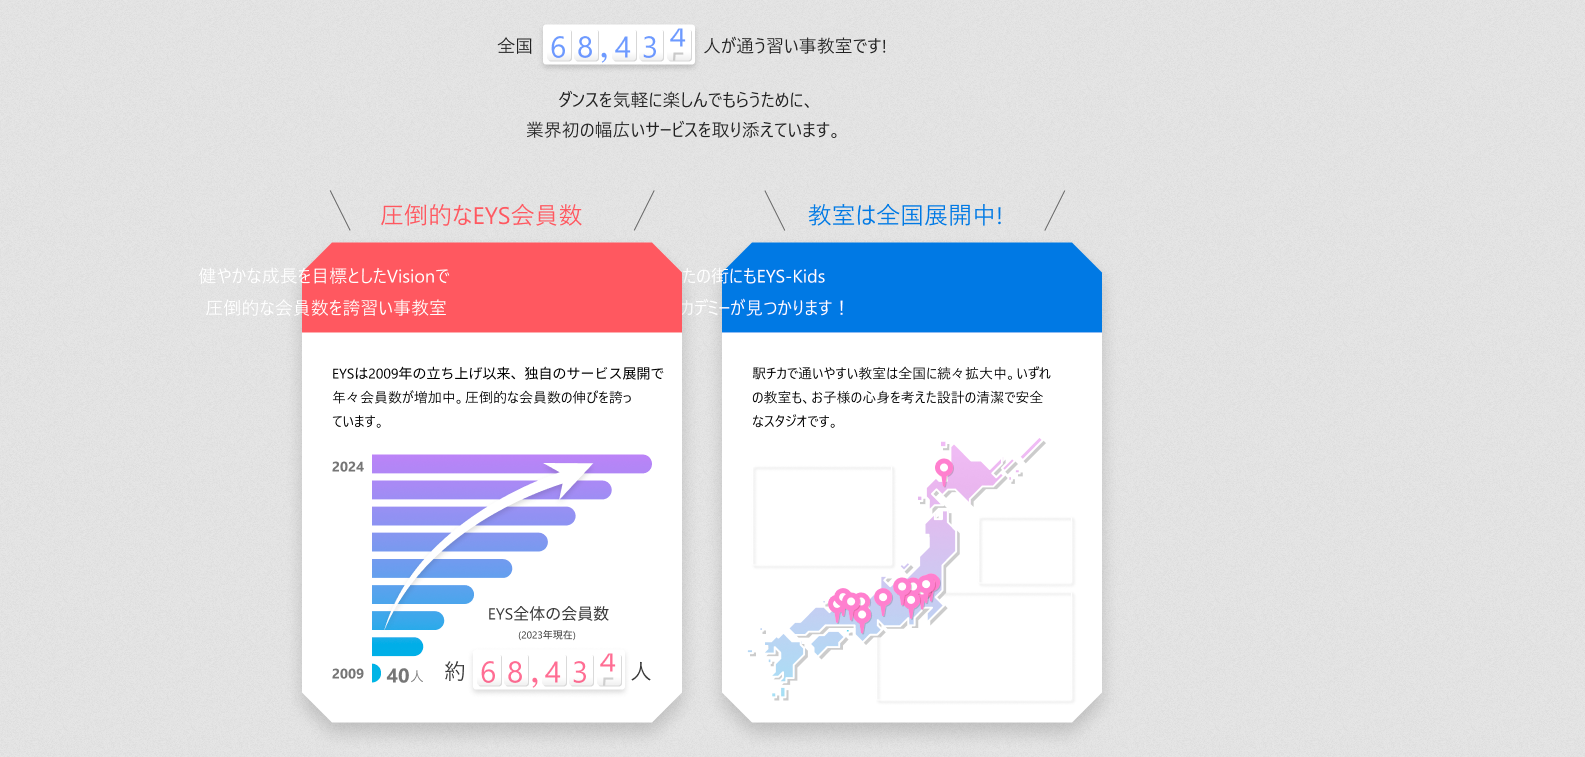 全国 68,434 人が通う習い事教室です!
ダンスを気軽に楽しんでもらうために、
業界初の幅広いサービスを取り添えています。
圧倒的なEYS会員数
健やかな成長を目標としたVisionで
圧倒的な会員数を誇習い事教室
EYSは2009年の立ち上げ以来、独自のサービス展開で
年々会員数が増加中。圧倒的な会員数の伸びを誇っ
ています。
2024
EYS全体の会員数
(2023年現在)
2009 40人 約 68,434 人
教室は全国展開中!
たの街にもEYS-Kids
カデミーが見つかります！
駅チカで通いやすい教室は全国に続々拡大中。いずれ
の教室も、お子様の心身を考えた設計の清潔で安全
なスタジオです。